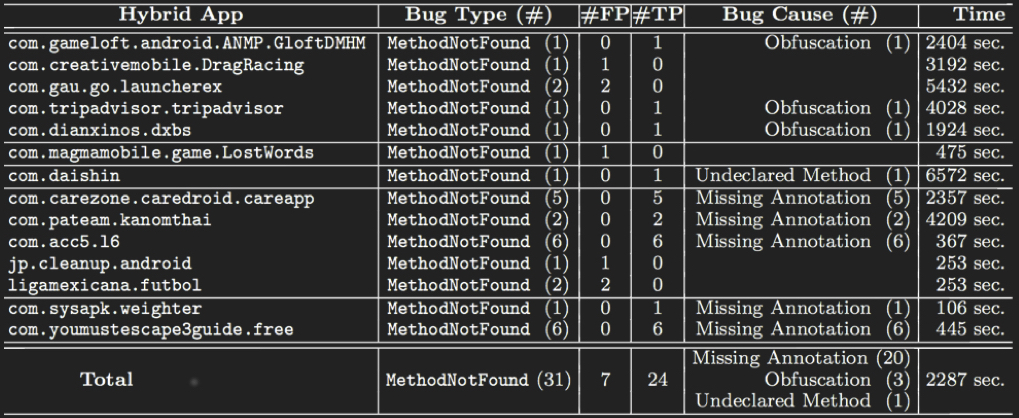 Hybrid App Bug Type (#) #FP #TP Bug Cause (#) Time
com.gameloft.android.ANMP.GloftDMHM MethodNotFound (1) 0 1 Obfuscation (1) 2404 sec.
com.creativemobile.DragRacing MethodNotFound (1) 1 0 3192 sec.
com.gau.go.launcherex MethodNotFound (2) 2 0 5432 sec.
com.tripadvisor.tripadvisor MethodNotFound (1) 0 1 Obfuscation (1) 4028 sec.
com.dianxinos.dxbs MethodNotFound (1) 0 1 Obfuscation (1) 1924 sec.
com.magmamobile.game.LostWords MethodNotFound (1) 1 0 475 sec.
com.daishin MethodNotFound (1) 0 1 Undeclared Method (1) 6572 sec.
com.carezone.caredroid.careapp MethodNotFound (5) 0 5 Missing Annotation (5) 2357 sec.
com.pateam.kanomthai MethodNotFound (2) 0 2 Missing Annotation (2) 4209 sec.
com.acc5.l6 MethodNotFound (6) 0 6 Missing Annotation (6) 367 sec.
jp.cleanup.android MethodNotFound (1) 1 0 253 sec.
ligamexicana.futbol MethodNotFound (2) 2 0 253 sec.
com.sysapk.weighter MethodNotFound (1) 0 1 Missing Annotation (1) 106 sec.
com.youmustescape3guide.free MethodNotFound (6) 0 6 Missing Annotation (6) 445 sec.
Missing Annotation (20)
Total MethodNotFound (31) 7 24 Obfuscation (3) 2287 sec.
Undeclared Method (1)